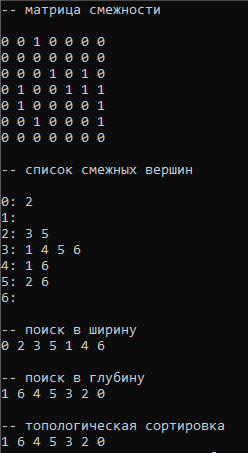 -- матрица смежности
0 0 1 0 0 0 0
0 0 0 0 0 0 0
0 0 0 1 0 1 0
0 1 0 0 1 1 1
0 1 0 0 0 0 1
0 0 1 0 0 0 1
0 0 0 0 0 0 0
-- список смежных вершин
0: 2
1:
2: 3 5
3: 1 4 5 6
4: 1 6
5: 2 6
6:
-- поиск в ширину
0 2 3 5 1 4 6
-- поиск в глубину
1 6 4 5 3 2 0
-- топологическая сортировка
1 6 4 5 3 2 0